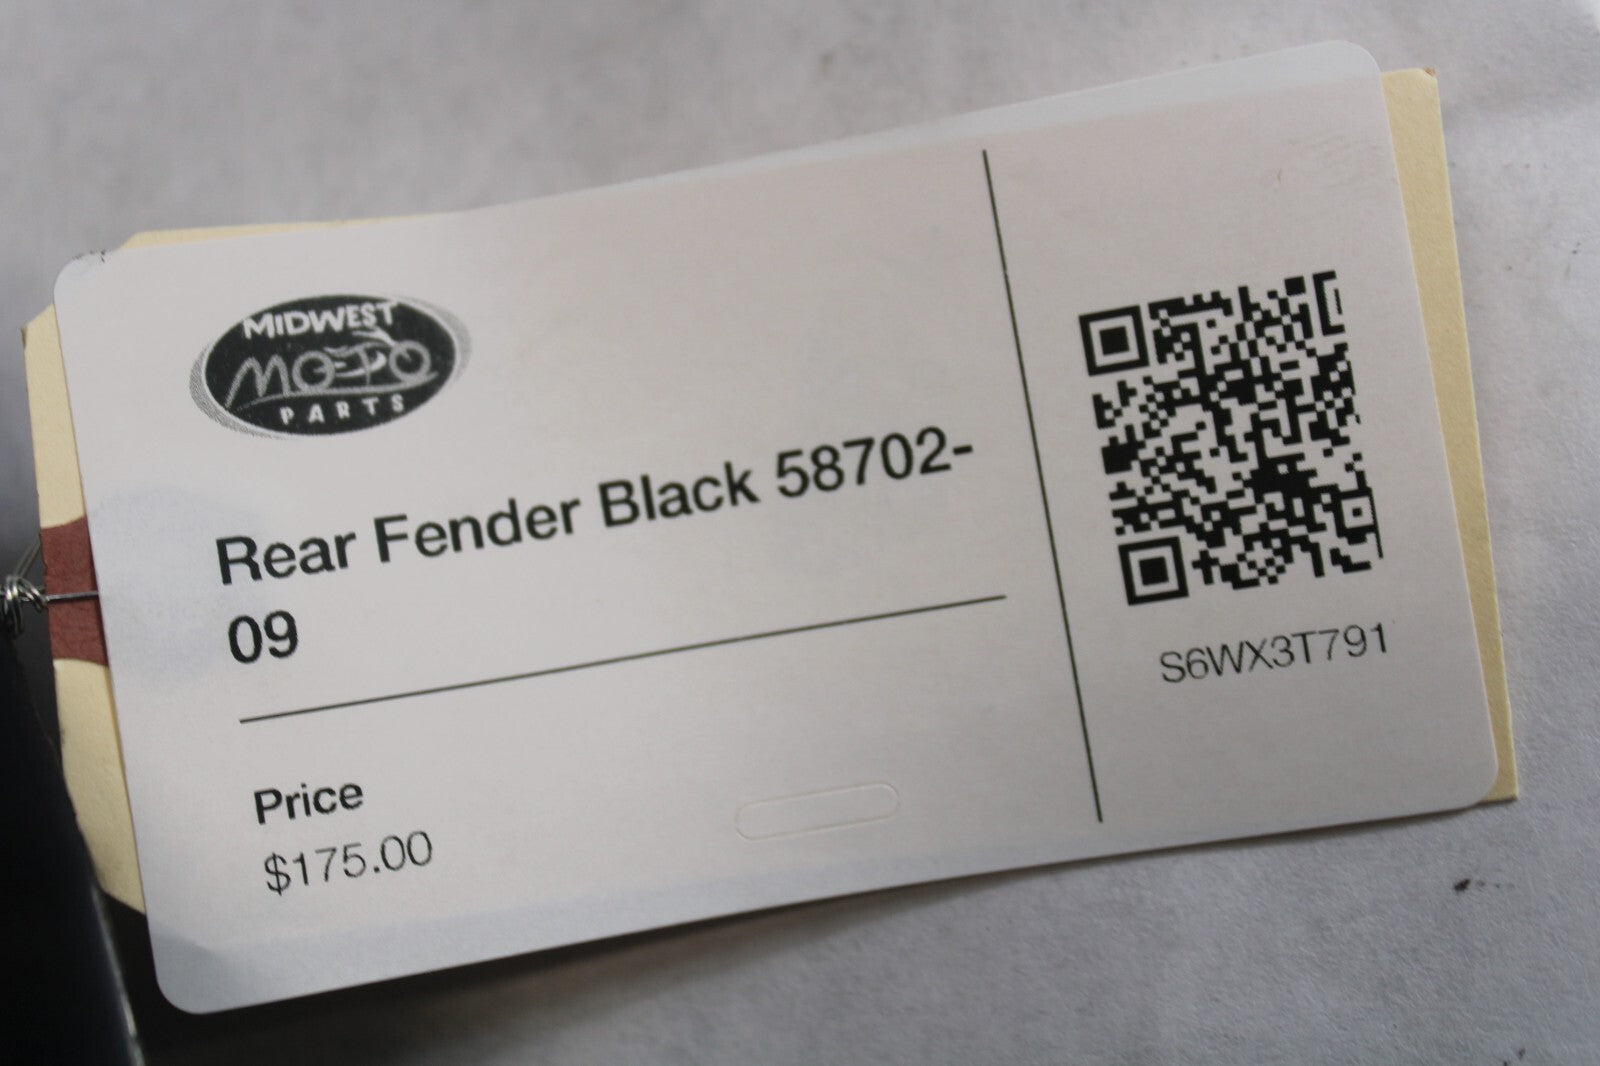 MIDWEST
MOTO
PARTS
Rear Fender Black 58702-
09
Price
$175.00
S6WX3T791